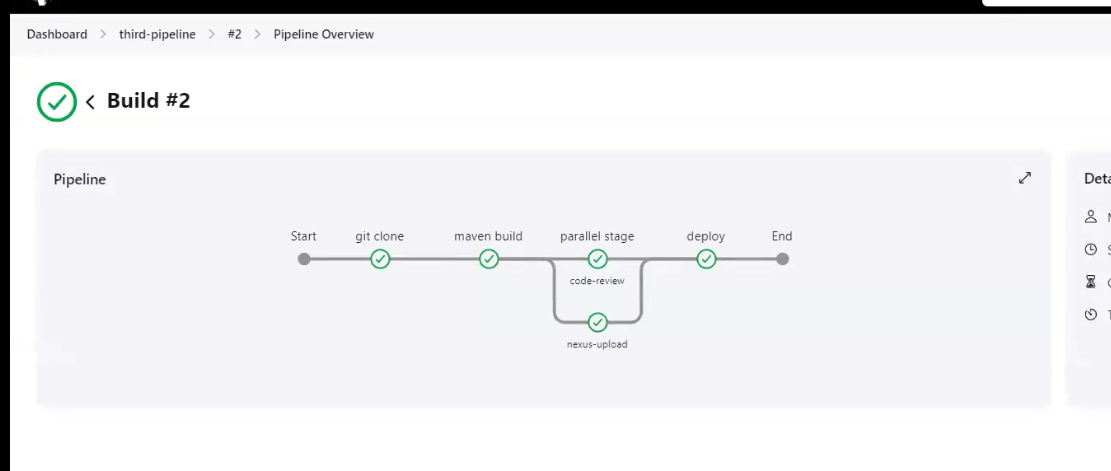 Dashboard > third-pipeline > #2 > Pipeline Overview
Build #2
Pipeline
Start git clone maven build parallel stage deploy End
code-review
nexus-upload